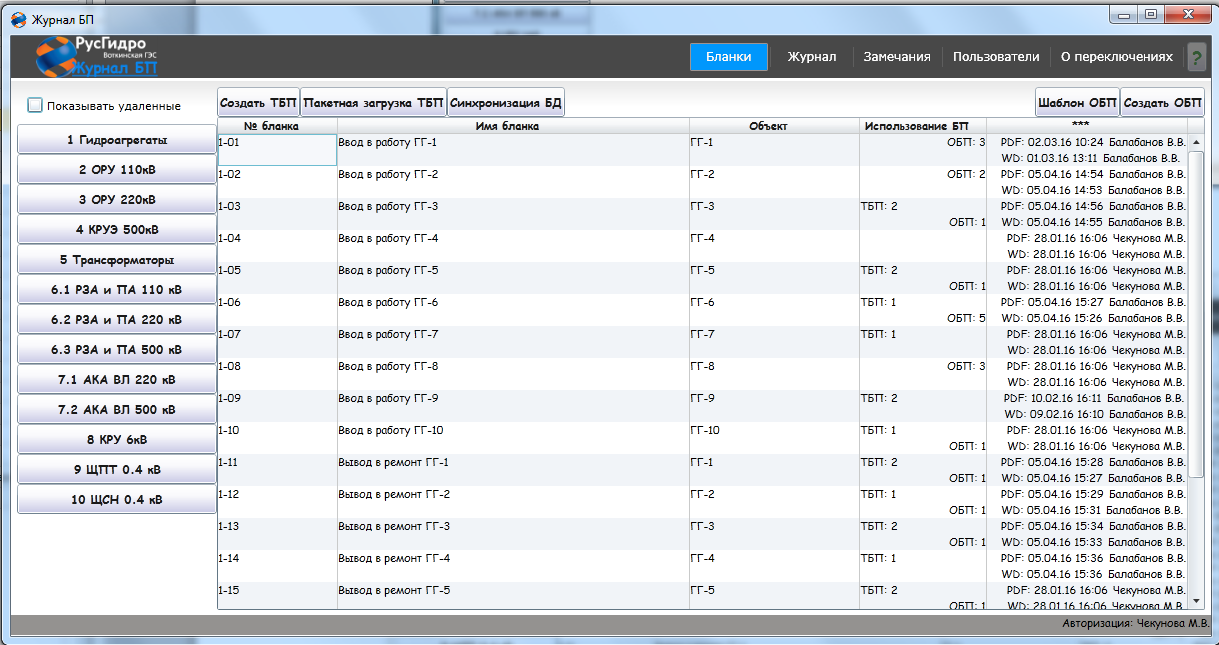 Журнал БП
РусГидро
Воткинская ГЭС
Журнал БП
Бланки Журнал Замечания Пользователи О переключениях ?
Показывать удаленные
Создать ТБП Пакетная загрузка ТБП Синхронизация БД Шаблон ОБП Создать ОБП
1 Гидроагрегаты
2 ОРУ 110кВ
3 ОРУ 220кВ
4 КРУЭ 500кВ
5 Трансформаторы
6.1 РЗА и ПА 110 кВ
6.2 РЗА и ПА 220 кВ
6.3 РЗА и ПА 500 кВ
7.1 АКА ВЛ 220 кВ
7.2 АКА ВЛ 500 кВ
8 КРУ 6кВ
9 ЩПТ 0.4 кВ
10 ЩСН 0.4 кВ
№ бланка Имя бланка Объект Использование БП ***
1-01 Ввод в работу ГГ-1 ГГ-1 ОБП: 3 PDF: 02.03.16 10:24 Балабанов В.В.
WD: 01.03.16 13:11 Балабанов В.В.
1-02 Ввод в работу ГГ-2 ГГ-2 ОБП: 2 PDF: 05.04.16 14:54 Балабанов В.В.
WD: 05.04.16 14:53 Балабанов В.В.
1-03 Ввод в работу ГГ-3 ГГ-3 ТБП: 2 PDF: 05.04.16 14:56 Балабанов В.В.
ОБП: 1 WD: 05.04.16 14:55 Балабанов В.В.
1-04 Ввод в работу ГГ-4 ГГ-4 PDF: 28.01.16 16:06 Чекунова М.В.
WD: 28.01.16 16:06 Чекунова М.В.
1-05 Ввод в работу ГГ-5 ГГ-5 ТБП: 2 PDF: 28.01.16 16:06 Чекунова М.В.
ОБП: 1 WD: 28.01.16 16:06 Чекунова М.В.
1-06 Ввод в работу ГГ-6 ГГ-6 ТБП: 1 PDF: 05.04.16 15:27 Балабанов В.В.
ОБП: 5 WD: 05.04.16 15:26 Балабанов В.В.
1-07 Ввод в работу ГГ-7 ГГ-7 ТБП: 1 PDF: 28.01.16 16:06 Чекунова М.В.
WD: 28.01.16 16:06 Чекунова М.В.
1-08 Ввод в работу ГГ-8 ГГ-8 ОБП: 3 PDF: 28.01.16 16:06 Чекунова М.В.
WD: 28.01.16 16:06 Чекунова М.В.
1-09 Ввод в работу ГГ-9 ГГ-9 ТБП: 2 PDF: 10.02.16 16:11 Балабанов В.В.
WD: 09.02.16 16:10 Балабанов В.В.
1-10 Ввод в работу ГГ-10 ГГ-10 ТБП: 1 PDF: 28.01.16 16:06 Чекунова М.В.
ОБП: 1 WD: 28.01.16 16:06 Чекунова М.В.
1-11 Вывод в ремонт ГГ-1 ГГ-1 ТБП: 2 PDF: 05.04.16 15:28 Балабанов В.В.
ОБП: 1 WD: 05.04.16 15:27 Балабанов В.В.
1-12 Вывод в ремонт ГГ-2 ГГ-2 ТБП: 1 PDF: 05.04.16 15:29 Балабанов В.В.
ОБП: 1 WD: 05.04.16 15:31 Балабанов В.В.
1-13 Вывод в ремонт ГГ-3 ГГ-3 ТБП: 2 PDF: 05.04.16 15:34 Балабанов В.В.
ОБП: 1 WD: 05.04.16 15:33 Балабанов В.В.
1-14 Вывод в ремонт ГГ-4 ГГ-4 ТБП: 1 PDF: 05.04.16 15:36 Балабанов В.В.
WD: 05.04.16 15:36 Балабанов В.В.
1-15 Вывод в ремонт ГГ-5 ГГ-5 ТБП: 2 PDF: 28.01.16 16:06 Чекунова М.В.
ОБП: 1 WD: 28.01.16 16:06 Чекунова М.В.
Авторизация: Чекунова М.В.